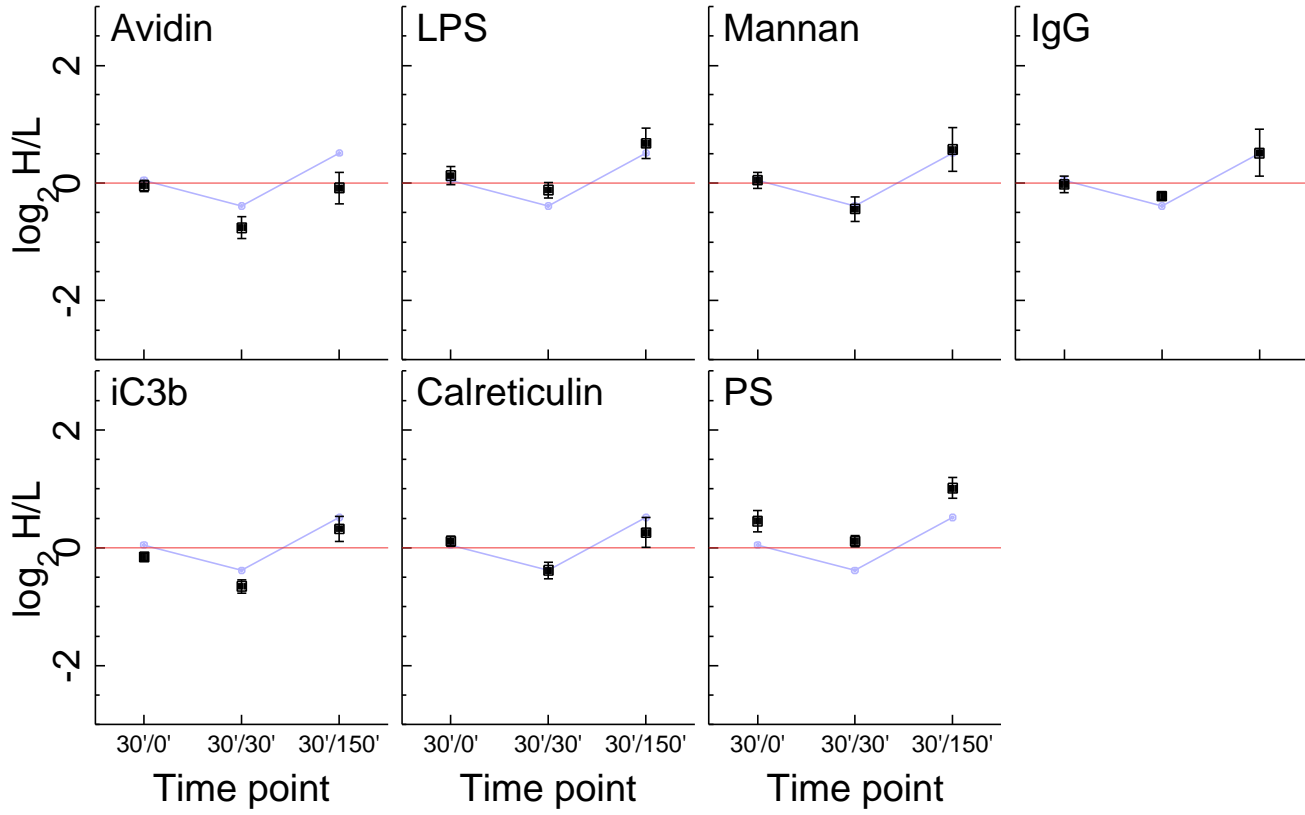 Avidin
LPS
Mannan
IgG
2
0
-2
log2 H/L
iC3b
Calreticulin
PS
2
0
-2
log2 H/L
30'/0' 30'/30' 30'/150'
30'/0' 30'/30' 30'/150'
30'/0' 30'/30' 30'/150'
Time point
Time point
Time point